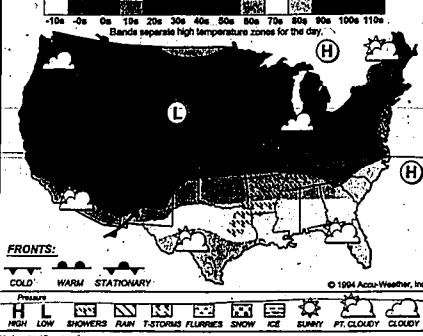 -10s -0s 0s 10s 20s 30s 40s 50s 60s 70s 80s 90s 100s 110s
Bands separate high temperature zones for the day.
H
L
H
FRONTS:
COLD WARM STATIONARY
© 1994 Accu-Weather, Inc
Pressure
H L
HIGH LOW SHOWERS RAIN T-STORMS FLURRIES SNOW ICE SUNNY PT. CLOUDY CLOUDY